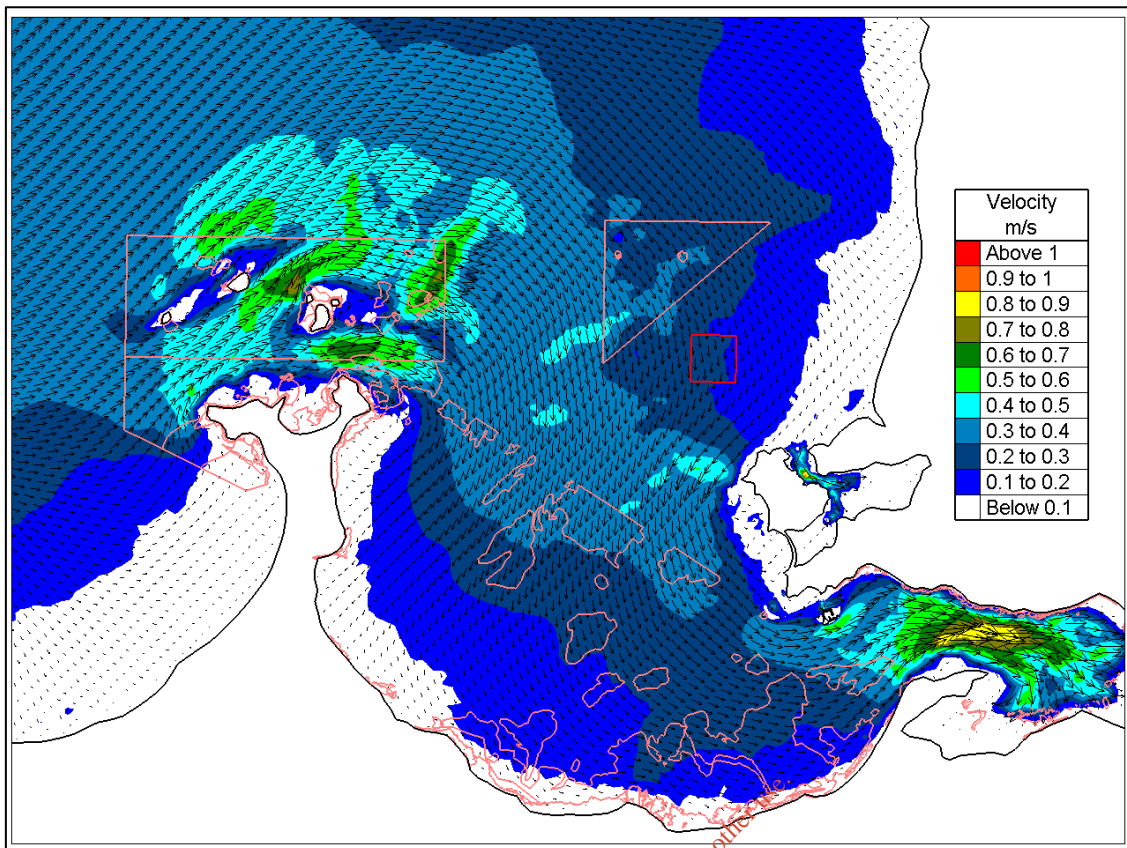 Velocity
m/s
Above 1
0.9 to 1
0.8 to 0.9
0.7 to 0.8
0.6 to 0.7
0.5 to 0.6
0.4 to 0.5
0.3 to 0.4
0.2 to 0.3
0.1 to 0.2
Below 0.1
other use.